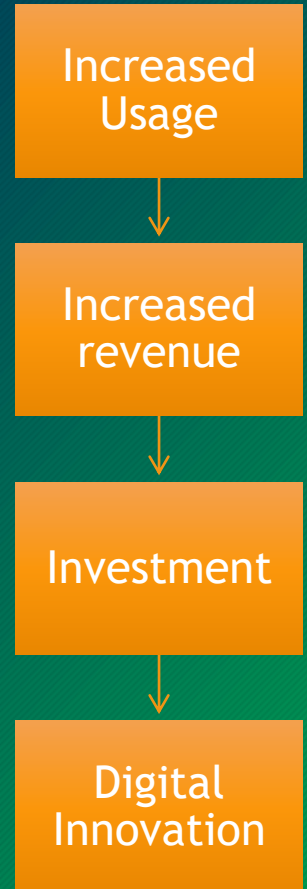 Increased
Usage
Increased
revenue
Investment
Digital
Innovation